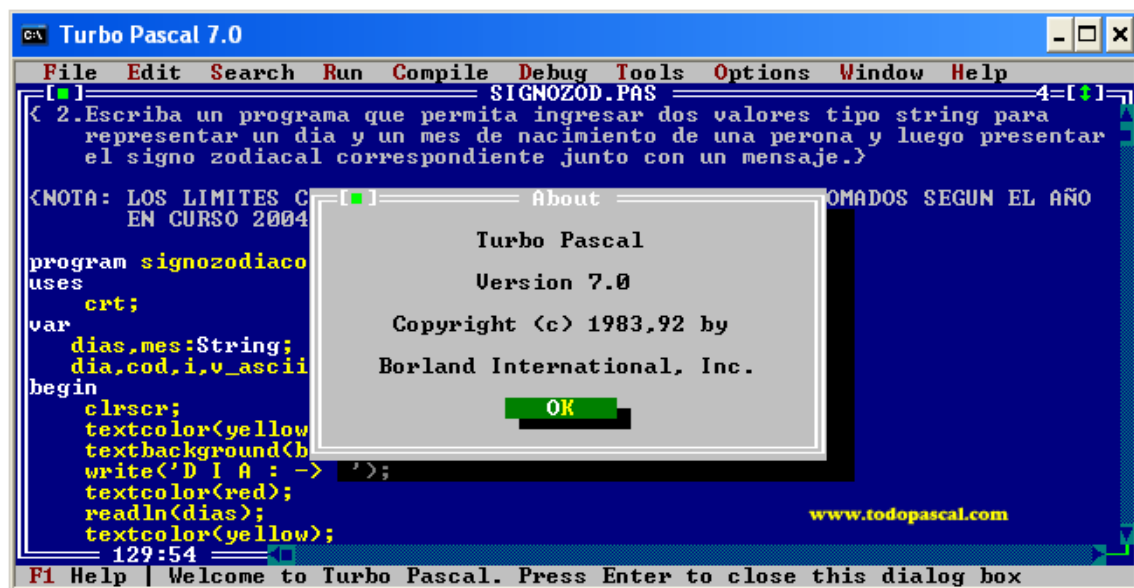 Turbo Pascal 7.0
File Edit Search Run Compile Debug Tools Options Window Help
SIGNOZOD.PAS 4
{ 2.Escriba un programa que permita ingresar dos valores tipo string para
representar un dia y un mes de nacimiento de una perona y luego presentar
el signo zodiacal correspondiente junto con un mensaje.}
{NOTA: LOS LIMITES C OMADOS SEGUN EL AÑO
EN CURSO 2004
program signozodiaco
uses
crt;
var
dias,mes:String;
dia,cod,i,v_ascii
begin
clrscr;
textcolor(yellow
textbackground(b
write('D I A : -> ');
textcolor(red);
readln(dias);
textcolor(yellow);
About
Turbo Pascal
Version 7.0
Copyright (c) 1983,92 by
Borland International, Inc.
OK
www.todopascal.com
129:54
F1 Help | Welcome to Turbo Pascal. Press Enter to close this dialog box